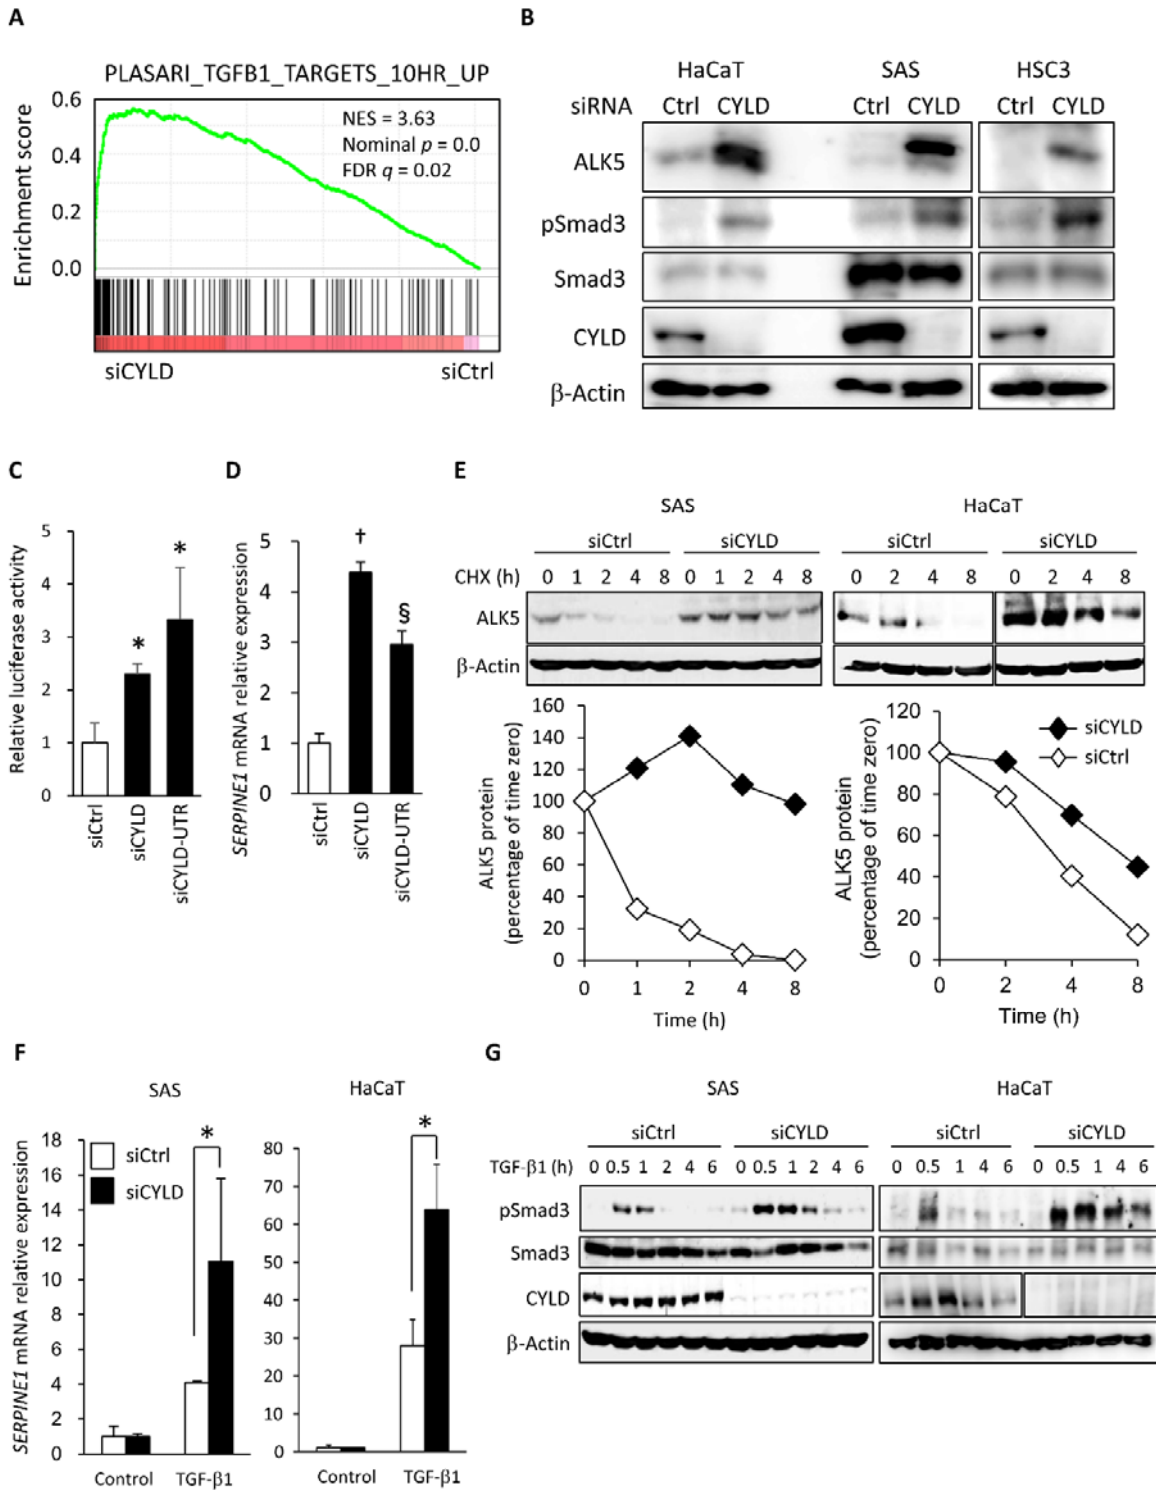 A
PLASARI_TGFB1_TARGETS_10HR_UP
Enrichment score
0.6
0.4
0.2
0.0
NES = 3.63
Nominal p = 0.0
FDR q = 0.02
siCYLD
siCtrl
B
HaCaT SAS HSC3
siRNA Ctrl CYLD Ctrl CYLD Ctrl CYLD
ALK5
pSmad3
Smad3
CYLD
β-Actin
C
Relative luciferase activity
5
4
3
2
1
0
siCtrl
siCYLD
siCYLD-UTR
*
*
D
SERPINE1 mRNA relative expression
5
4
3
2
1
0
†
§
siCtrl
siCYLD
siCYLD-UTR
E
SAS HaCaT
siCtrl siCYLD siCtrl siCYLD
CHX (h) 0 1 2 4 8 0 1 2 4 8 0 2 4 8 0 2 4 8
ALK5
β-Actin
ALK5 protein
(percentage of time zero)
160
140
120
100
80
60
40
20
0
0 1 2 4 8
Time (h)
ALK5 protein
(percentage of time zero)
120
100
80
60
40
20
0
siCYLD
siCtrl
0 2 4 8
Time (h)
F
SAS
SERPINE1 mRNA relative expression
18
16
14
12
10
8
6
4
2
0
siCtrl
siCYLD
*
Control TGF-β1
HaCaT
80
70
60
50
40
30
20
10
0
*
Control TGF-β1
G
SAS HaCaT
siCtrl siCYLD siCtrl siCYLD
TGF-β1 (h) 0 0.5 1 2 4 6 0 0.5 1 2 4 6 0 0.5 1 2 4 6 0 0.5 1 4 6
pSmad3
Smad3
CYLD
β-Actin